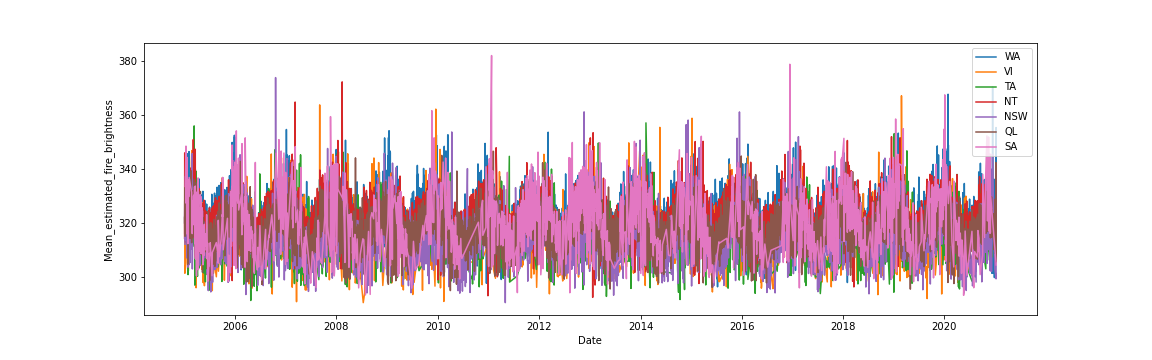 380
360
340
320
300
Mean_estimated_fire_brightness
2006 2008 2010 2012 2014 2016 2018 2020
Date
WA
VI
TA
NT
NSW
QL
SA